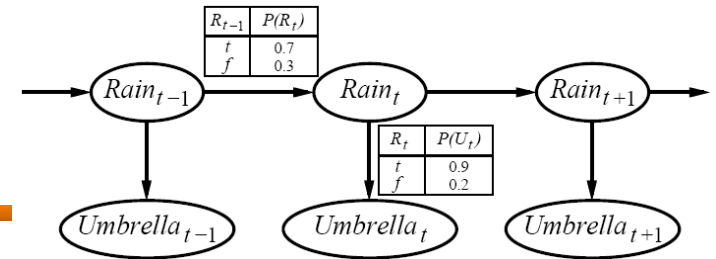 R_{t-1} P(R_t)
t 0.7
f 0.3
Rain_{t-1} Rain_t Rain_{t+1}
R_t P(U_t)
t 0.9
f 0.2
Umbrella_{t-1} Umbrella_t Umbrella_{t+1}